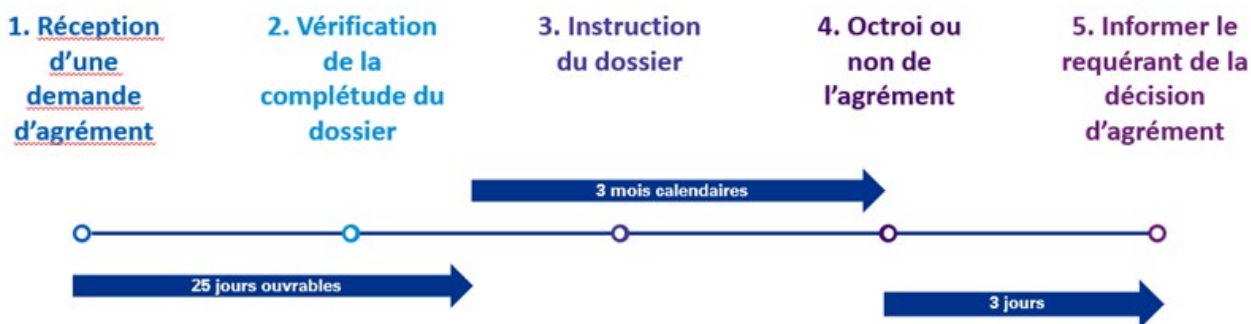 1. Réception
d'une
demande
d'agrément
2. Vérification
de la
complétude du
dossier
3. Instruction
du dossier
4. Octroi ou
non de
l'agrément
5. Informer le
requérant de la
décision
d'agrément
3 mois calendaires
25 jours ouvrables
3 jours